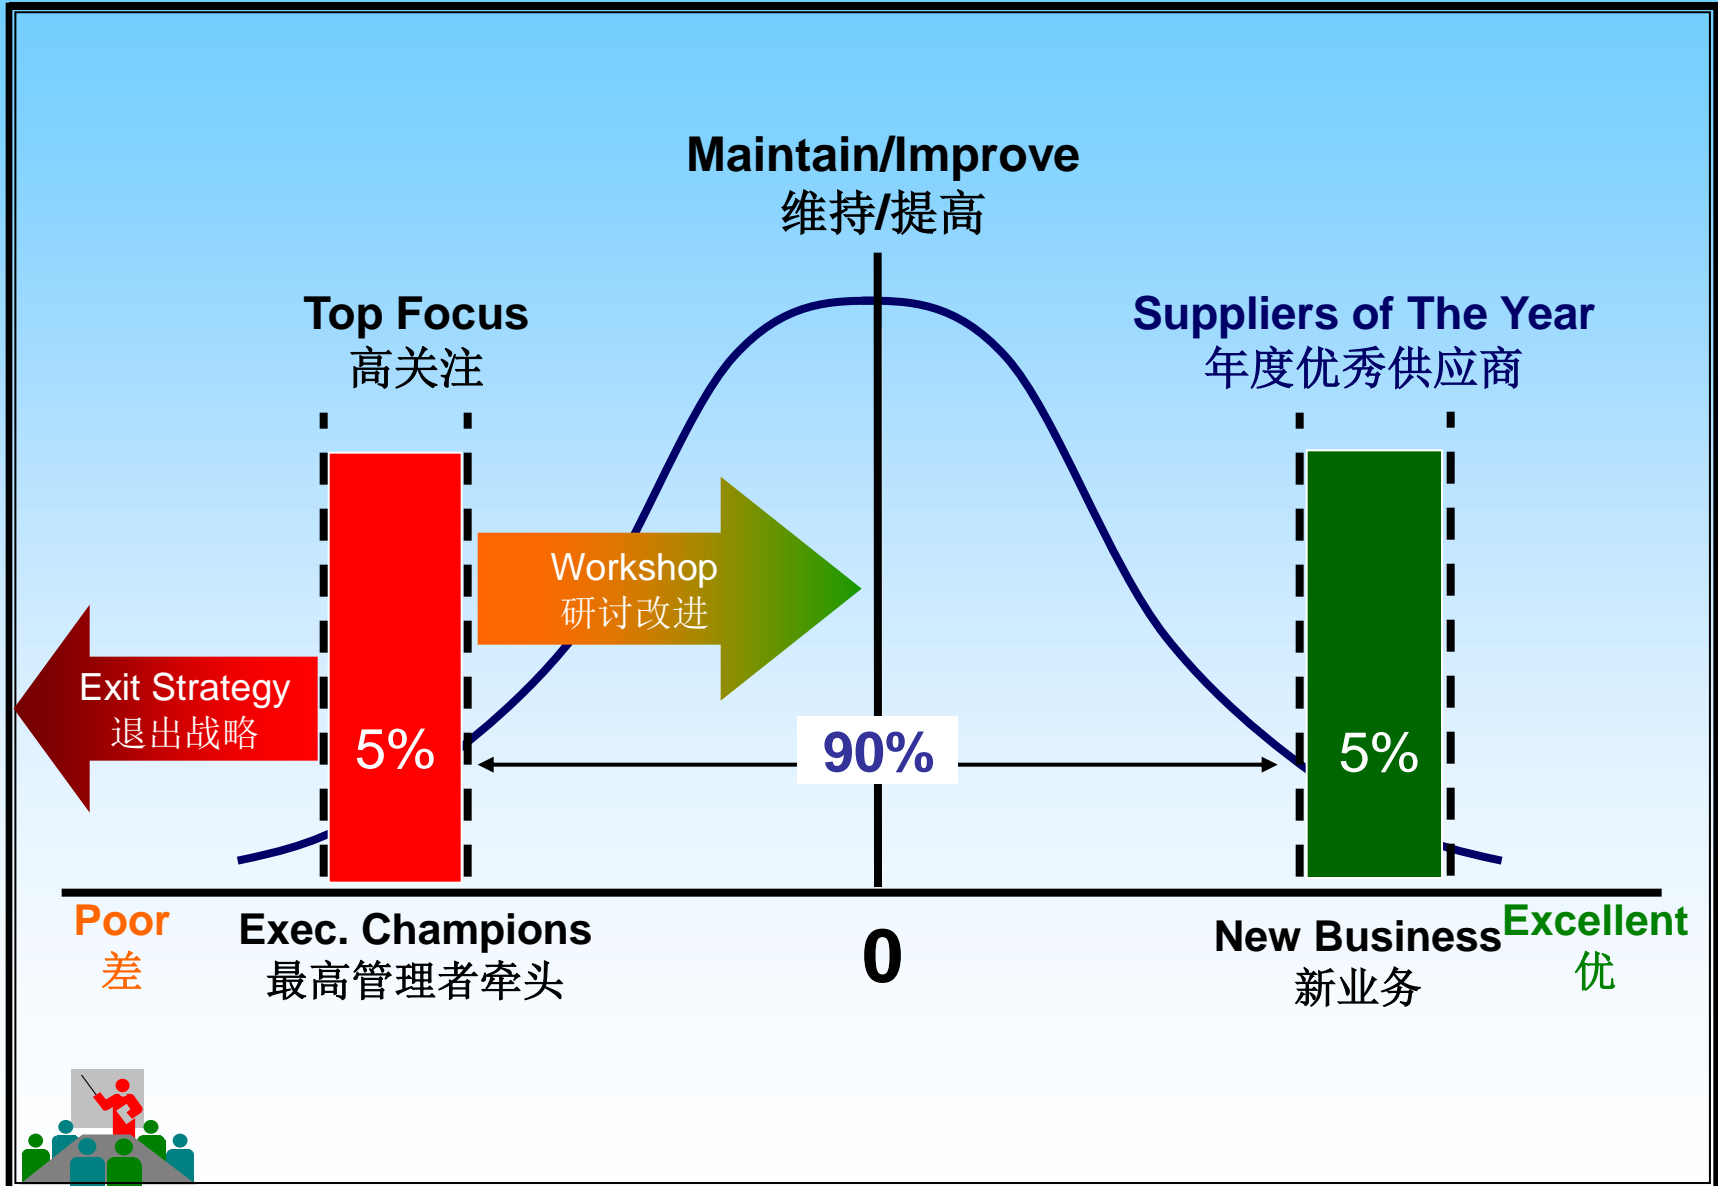 Maintain/Improve
维持/提高
Top Focus
高关注
Suppliers of The Year
年度优秀供应商
Workshop
研讨改进
Exit Strategy
退出战略
5%
90%
5%
Poor
差
Exec. Champions
最高管理者牵头
0
New Business
新业务
Excellent
优